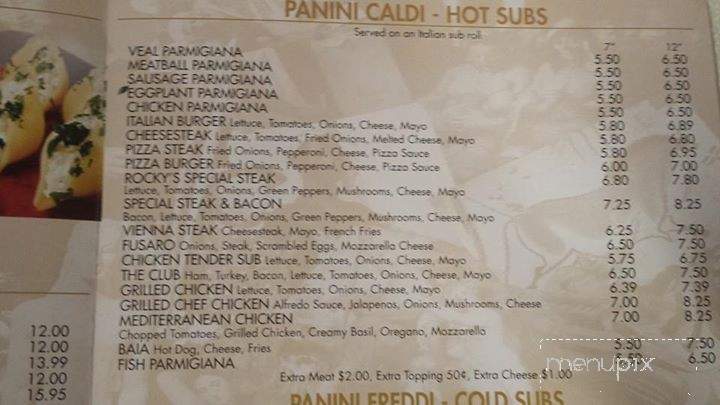 PANINI CALDI - HOT SUBS
Served on an Italian sub roll
7" 12"
VEAL PARMIGIANA 5.50 6.50
MEATBALL PARMIGIANA 5.50 6.50
SAUSAGE PARMIGIANA 5.50 6.50
EGGPLANT PARMIGIANA 5.50 6.50
CHICKEN PARMIGIANA 5.50 6.50
ITALIAN BURGER Lettuce, Tomatoes, Onions, Cheese, Mayo 5.80 6.89
CHEESESTEAK Lettuce, Tomatoes, Fried Onions, Melted Cheese, Mayo 5.80 6.80
PIZZA STEAK Fried Onions, Pepperoni, Cheese, Pizza Sauce 5.80 6.95
PIZZA BURGER Fried Onions, Pepperoni, Cheese, Pizza Sauce 6.00 7.00
ROCKY'S SPECIAL STEAK 6.80 7.80
Lettuce, Tomatoes, Onions, Green Peppers, Mushrooms, Cheese, Mayo
SPECIAL STEAK & BACON 7.25 8.25
Bacon, Lettuce, Tomatoes, Onions, Green Peppers, Mushrooms, Cheese, Mayo
VIENNA STEAK Cheesesteak, Mayo, French Fries 6.25 7.50
FUSARO Onions, Steak, Scrambled Eggs, Mozzarella Cheese 6.50 7.50
CHICKEN TENDER SUB Lettuce, Tomatoes, Onions, Cheese, Mayo 5.75 6.75
THE CLUB Ham, Turkey, Bacon, Lettuce, Tomatoes, Onions, Cheese, Mayo 6.50 7.50
GRILLED CHICKEN Lettuce, Tomatoes, Onions, Cheese, Mayo 6.39 7.39
GRILLED CHEF CHICKEN Alfredo Sauce, Jalapenos, Onions, Mushrooms, Cheese 7.00 8.25
MEDITERRANEAN CHICKEN 7.00 8.25
Chopped Tomatoes, Grilled Chicken, Creamy Basil, Oregano, Mozzarella
BAIA Hot Dog, Cheese, Fries 5.50 7.50
FISH PARMIGIANA 6.50
Extra Meat $2.00, Extra Topping 50¢, Extra Cheese $1.00
PANINI FREDDI - COLD SUBS
12.00
12.00
13.99
12.00
15.95
menupix